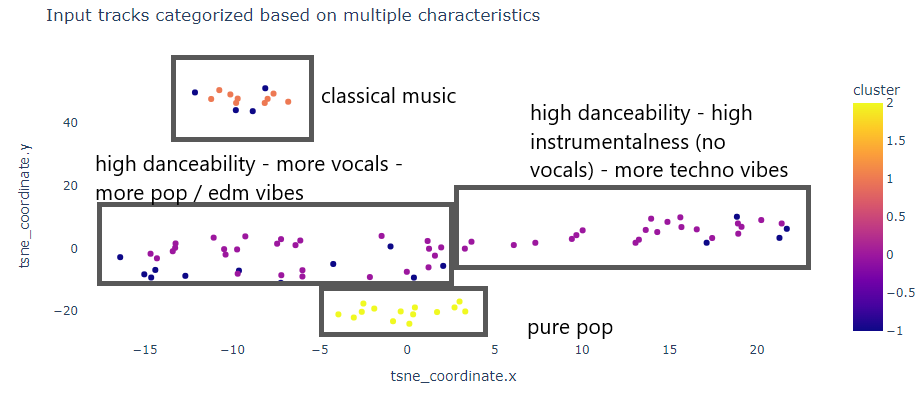 Input tracks categorized based on multiple characteristics
classical music
high danceability - high
instrumentalness (no
vocals) - more techno vibes
high danceability - more vocals -
more pop / edm vibes
pure pop
40
20
0
−20
tsne_coordinate.y
−15
−10
−5
0
5
10
15
20
tsne_coordinate.x
cluster
2
1.5
1
0.5
0
−0.5
−1